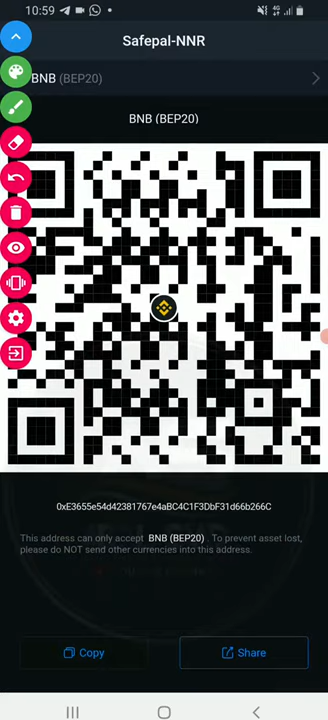 10:59
Safepal-NNR
BNB (BEP20)
BNB (BEP20)
0xE3655e54d42381767e4aBC4C1F3DbF31d66b266C
This address can only accept BNB (BEP20) . To prevent asset lost,
please do NOT send other currencies into this address.
Copy
Share